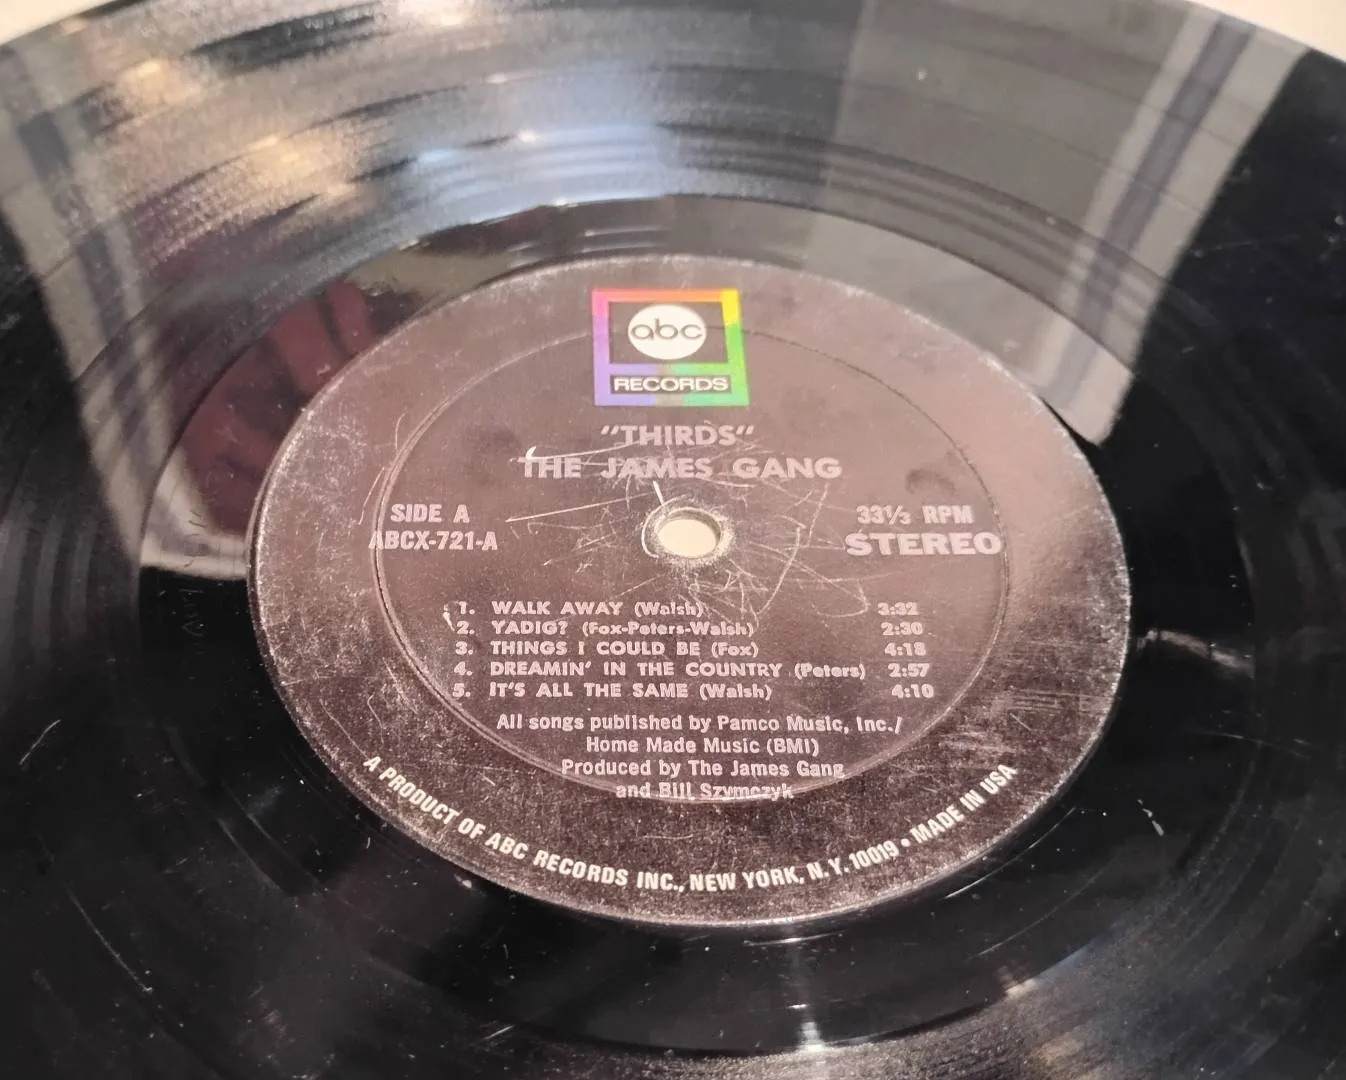 abc
RECORDS
"THIRDS"
THE JAMES GANG
SIDE A
ABCX-721-A
33⅓ RPM
STEREO
1. WALK AWAY (Walsh) 3:32
2. YADIG? (Fox-Peters-Walsh) 2:30
3. THINGS I COULD BE (Fox) 4:18
4. DREAMIN' IN THE COUNTRY (Peters) 2:57
5. IT'S ALL THE SAME (Walsh) 4:10
All songs published by Pamco Music, Inc./
Home Made Music (BMI)
Produced by The James Gang
and Bill Szymczyk
A PRODUCT OF ABC RECORDS INC., NEW YORK, N.Y. 10019 • MADE IN USA